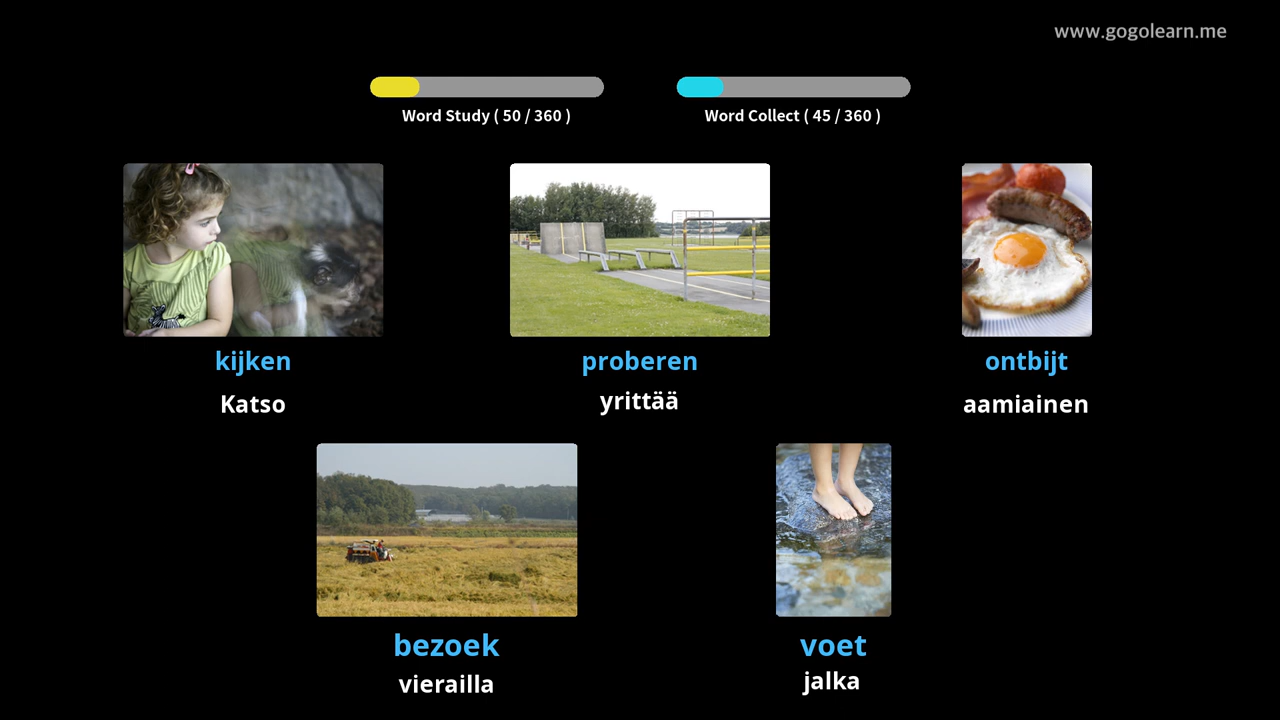 www.gogolearn.me
Word Study ( 50 / 360 )
Word Collect ( 45 / 360 )
kijken
Katso
proberen
yrittää
ontbijt
aamiainen
bezoek
vierailla
voet
jalka